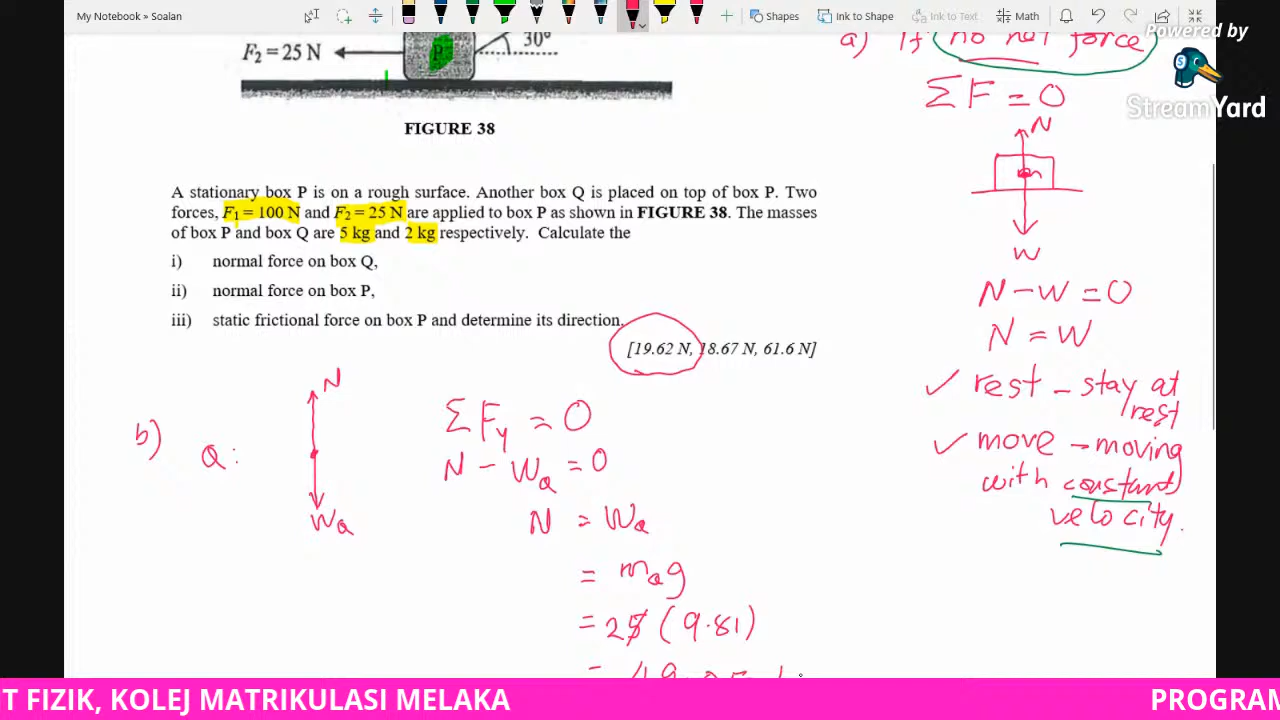 My Notebook » Soalan
Shapes
Ink to Shape
Ink to Text
Math
Powered by
StreamYard
F₂ = 25 N
P
30°
FIGURE 38
A stationary box P is on a rough surface. Another box Q is placed on top of box P. Two
forces, F₁ = 100 N and F₂ = 25 N are applied to box P as shown in FIGURE 38. The masses
of box P and box Q are 5 kg and 2 kg respectively. Calculate the
i) normal force on box Q,
ii) normal force on box P,
iii) static frictional force on box P and determine its direction.
[19.62 N, 18.67 N, 61.6 N]
b) Q:
N
W_Q
ΣF_y = 0
N - W_Q = 0
N = W_Q
= m_Q g
= 2 (9.81)
a) If no net force
ΣF = 0
N
m
W
N - W = 0
N = W
✓ rest - stay at
rest
✓ move - moving
with constant
velocity.
T FIZIK, KOLEJ MATRIKULASI MELAKA
PROGRAM